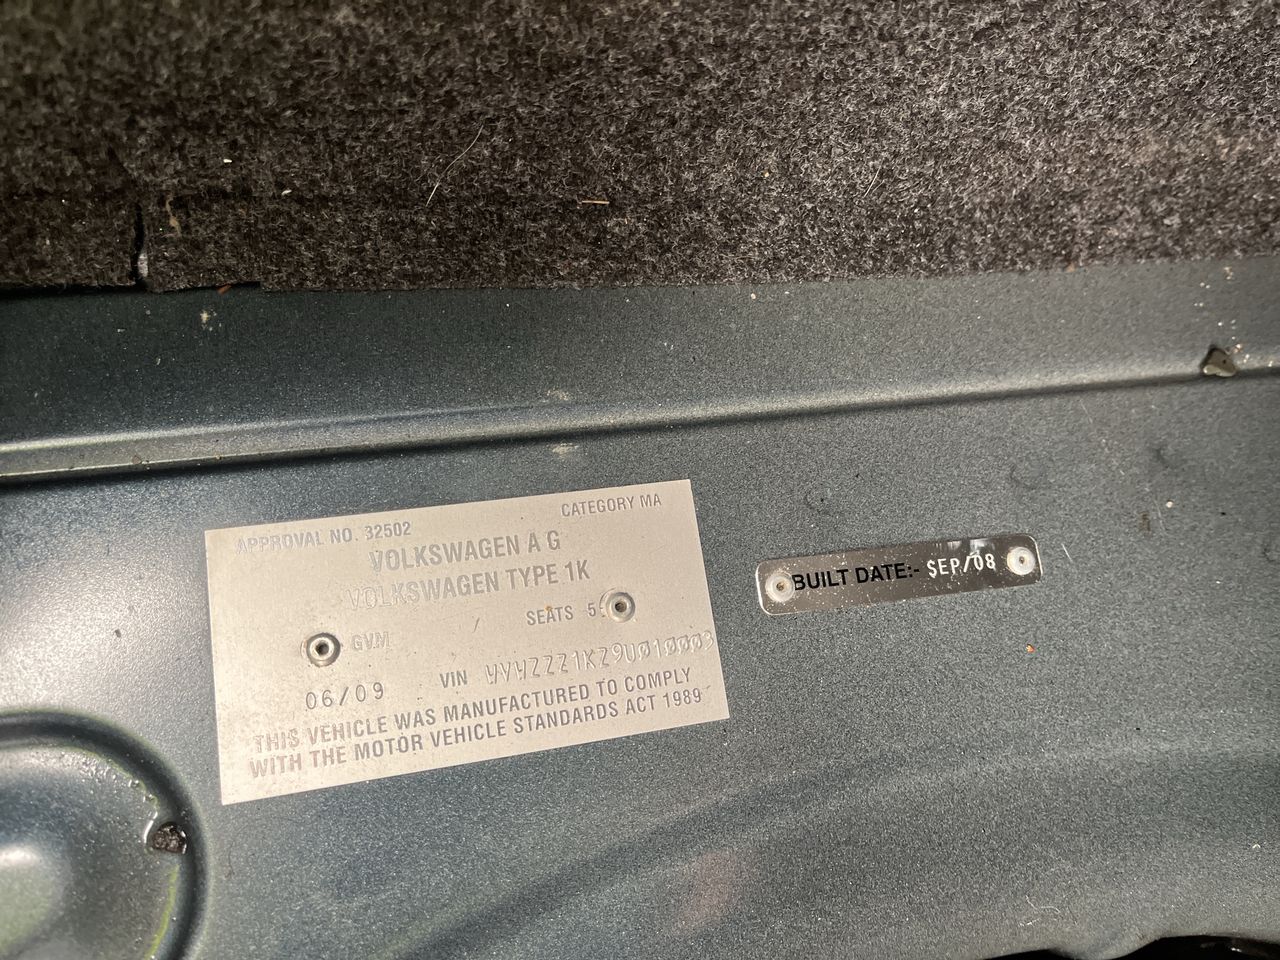 APPROVAL NO. 32502
CATEGORY MA
VOLKSWAGEN A G
VOLKSWAGEN TYPE 1K
SEATS 5
GVM
06/09
VIN WVWZZZ1KZ9U010003
THIS VEHICLE WAS MANUFACTURED TO COMPLY
WITH THE MOTOR VEHICLE STANDARDS ACT 1989
BUILT DATE:- SEP/08